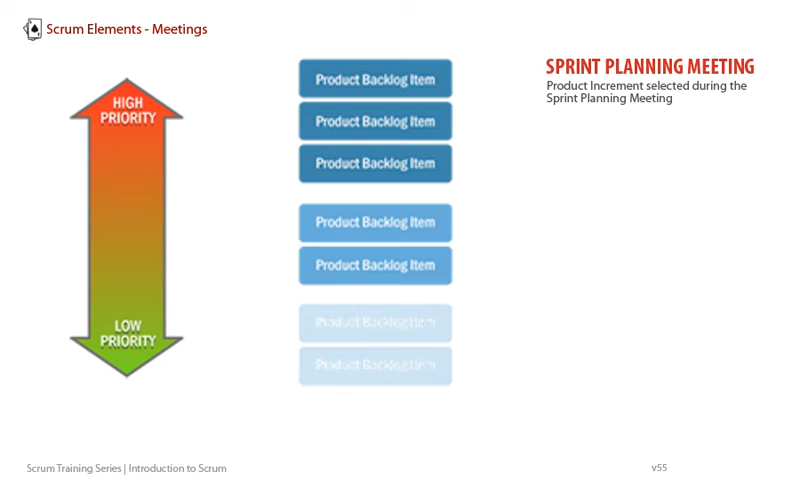 Scrum Elements - Meetings
HIGH
PRIORITY
LOW
PRIORITY
Product Backlog Item
Product Backlog Item
Product Backlog Item
Product Backlog Item
Product Backlog Item
Product Backlog Item
Product Backlog Item
SPRINT PLANNING MEETING
Product Increment selected during the
Sprint Planning Meeting
Scrum Training Series | Introduction to Scrum
v55